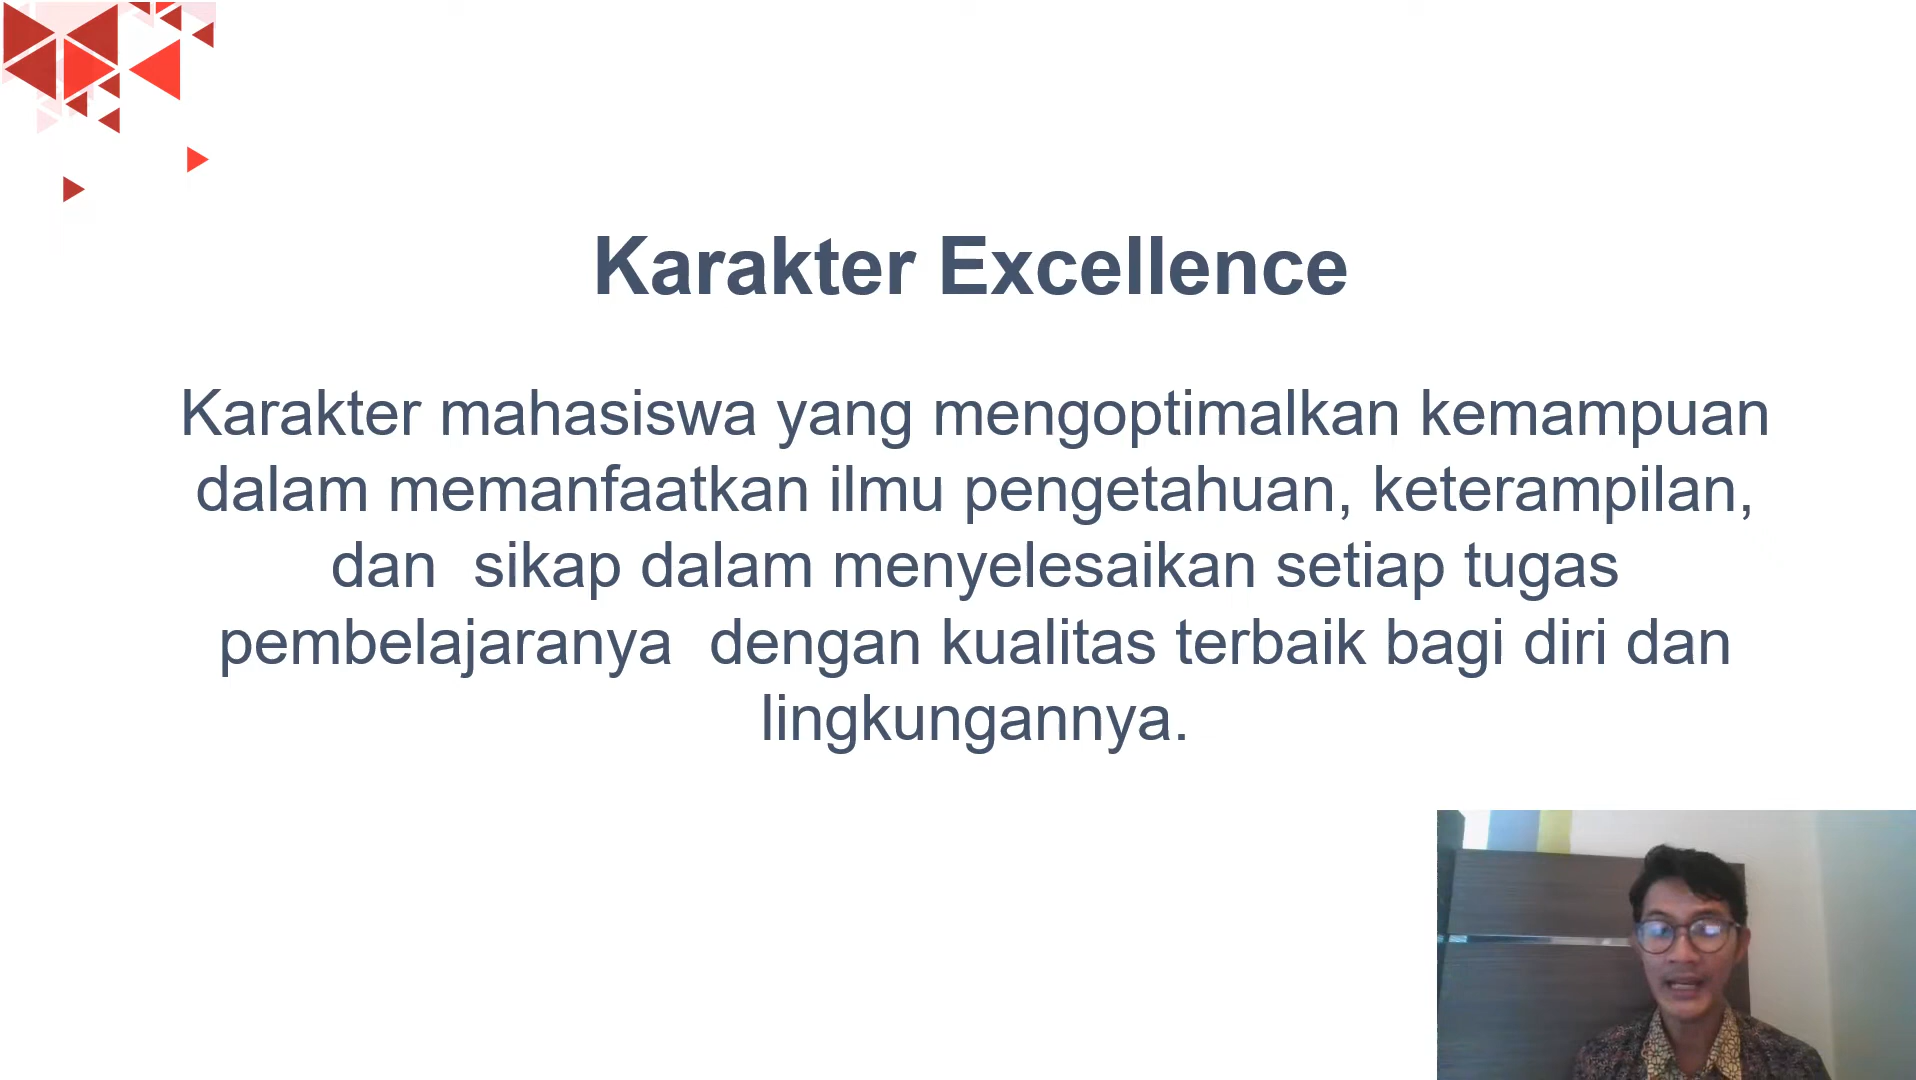 Karakter Excellence
Karakter mahasiswa yang mengoptimalkan kemampuan
dalam memanfaatkan ilmu pengetahuan, keterampilan,
dan  sikap dalam menyelesaikan setiap tugas
pembelajaranya  dengan kualitas terbaik bagi diri dan
lingkungannya.